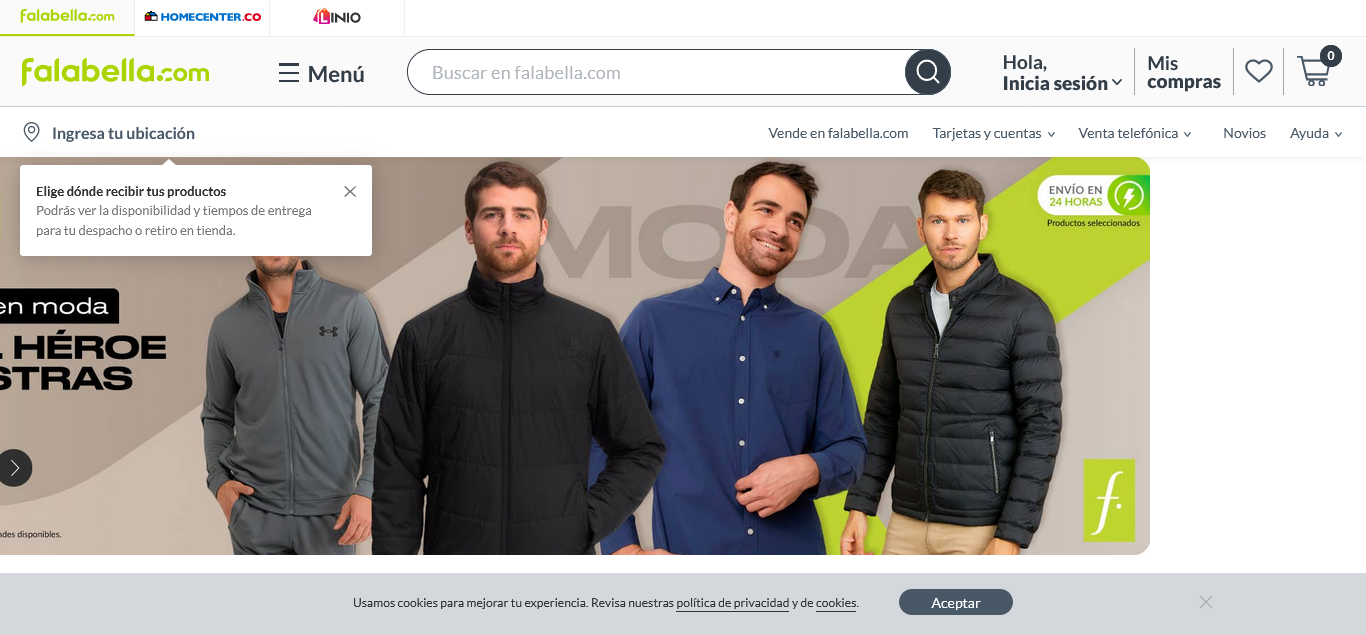 falabella.com
HOMECENTER.CO
LINIO
falabella.com
Menú
Buscar en falabella.com
Hola,
Inicia sesión
Mis
compras
0
Ingresa tu ubicación
Vende en falabella.com
Tarjetas y cuentas
Venta telefónica
Novios
Ayuda
Elige dónde recibir tus productos
Podrás ver la disponibilidad y tiempos de entrega
para tu despacho o retiro en tienda.
MODA
ENVÍO EN
24 HORAS
Productos seleccionados
en moda
HÉROE
STRAS
disponibles.
f.
Usamos cookies para mejorar tu experiencia. Revisa nuestras política de privacidad y de cookies.
Aceptar